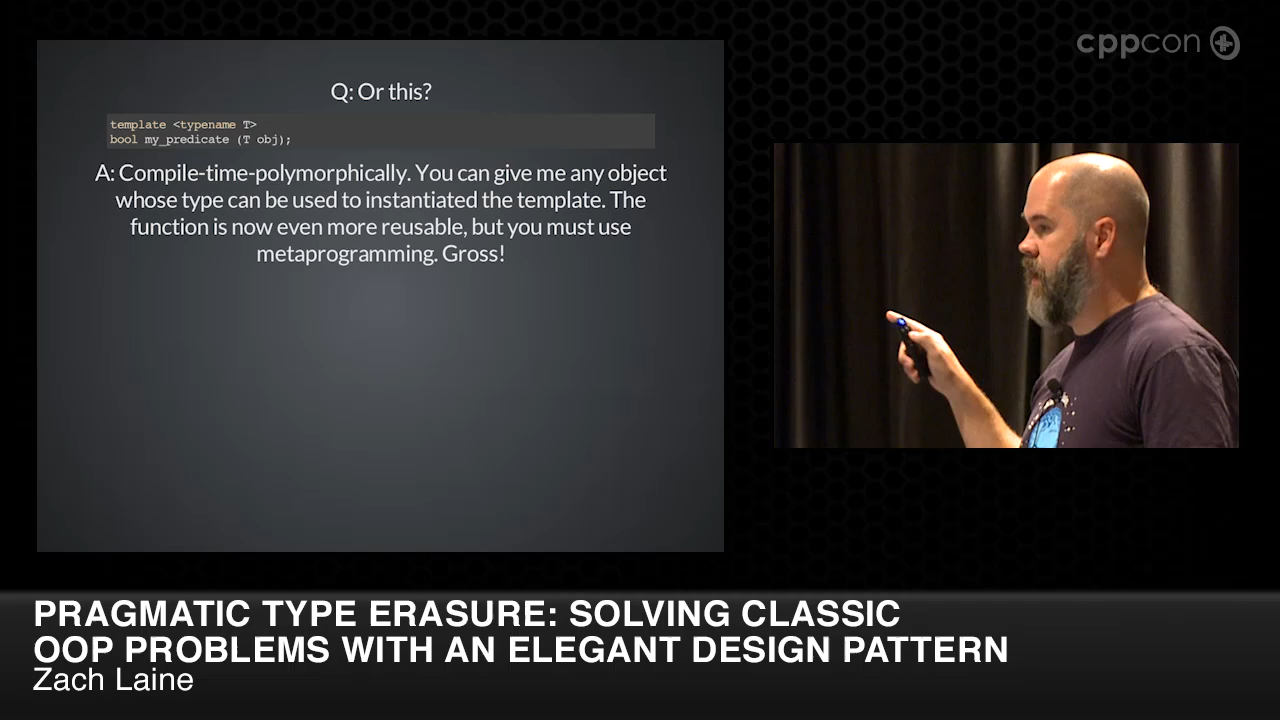 cppcon
Q: Or this?
template <typename T>
bool my_predicate (T obj);
A: Compile-time-polymorphically. You can give me any object
whose type can be used to instantiated the template. The
function is now even more reusable, but you must use
metaprogramming. Gross!
PRAGMATIC TYPE ERASURE: SOLVING CLASSIC
OOP PROBLEMS WITH AN ELEGANT DESIGN PATTERN
Zach Laine